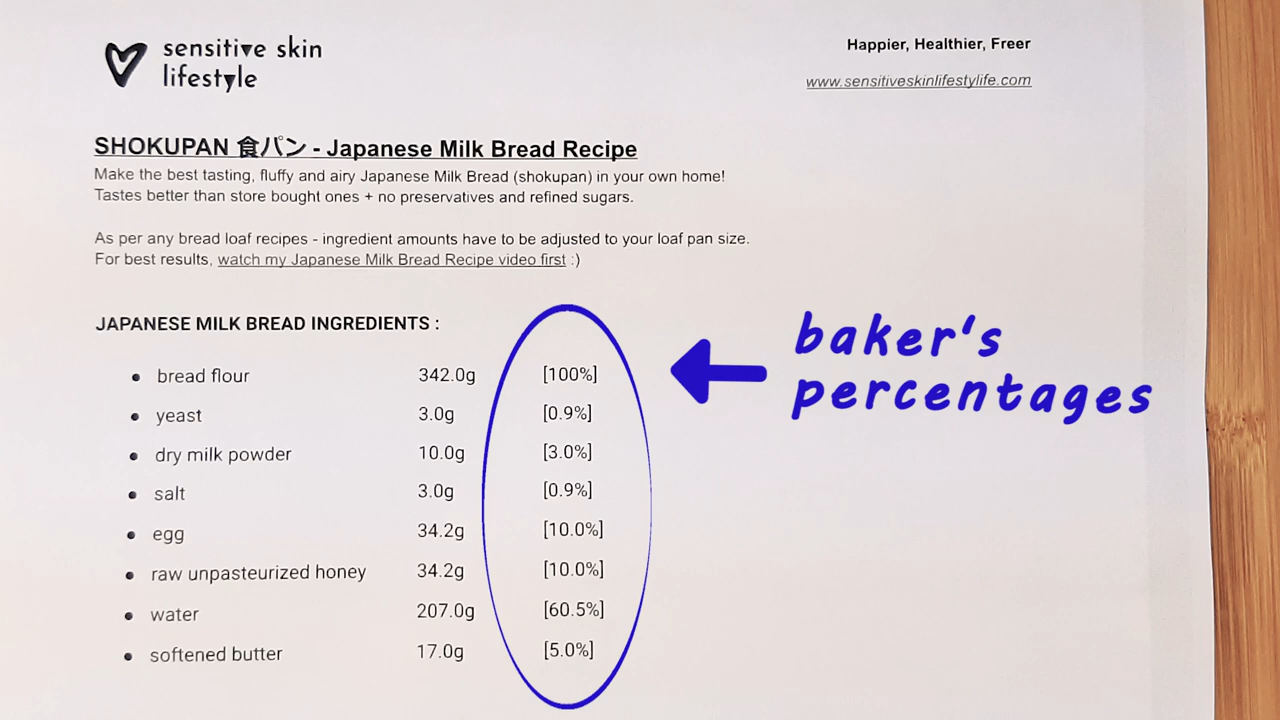 sensitive skin
lifestyle
Happier, Healthier, Freer
www.sensitiveskinlifestylife.com
SHOKUPAN 食パン - Japanese Milk Bread Recipe
Make the best tasting, fluffy and airy Japanese Milk Bread (shokupan) in your own home!
Tastes better than store bought ones + no preservatives and refined sugars.
As per any bread loaf recipes - ingredient amounts have to be adjusted to your loaf pan size.
For best results, watch my Japanese Milk Bread Recipe video first :)
JAPANESE MILK BREAD INGREDIENTS :
• bread flour 342.0g [100%]
• yeast 3.0g [0.9%]
• dry milk powder 10.0g [3.0%]
• salt 3.0g [0.9%]
• egg 34.2g [10.0%]
• raw unpasteurized honey 34.2g [10.0%]
• water 207.0g [60.5%]
• softened butter 17.0g [5.0%]
baker's
percentages